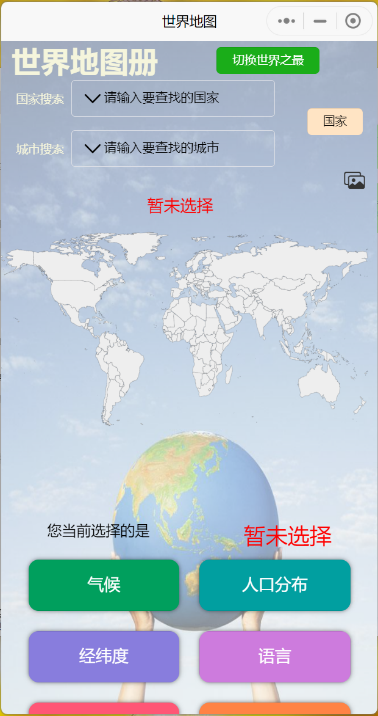 世界地图
世界地图册
切换世界之最
国家搜索 请输入要查找的国家
国家
城市搜索 请输入要查找的城市
暂未选择
您当前选择的是 暂未选择
气候 人口分布
经纬度 语言